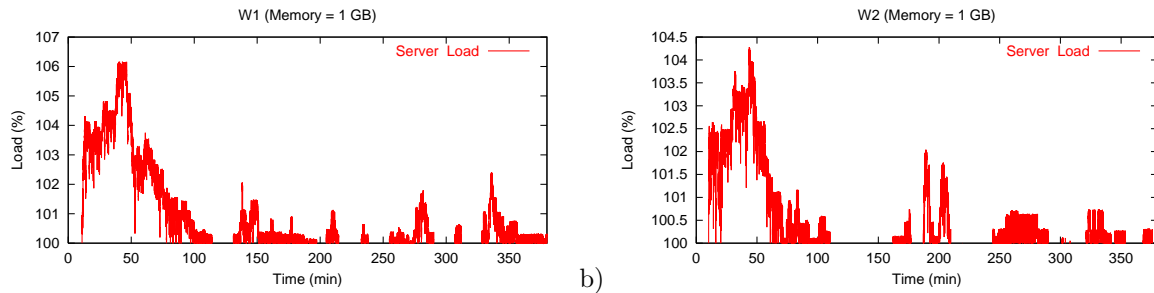 W1 (Memory = 1 GB)
107
106
105
104
103
102
101
100
Load (%)
Server Load
0 50 100 150 200 250 300 350
Time (min)
b)
W2 (Memory = 1 GB)
104.5
104
103.5
103
102.5
102
101.5
101
100.5
100
Load (%)
Server Load
0 50 100 150 200 250 300 350
Time (min)